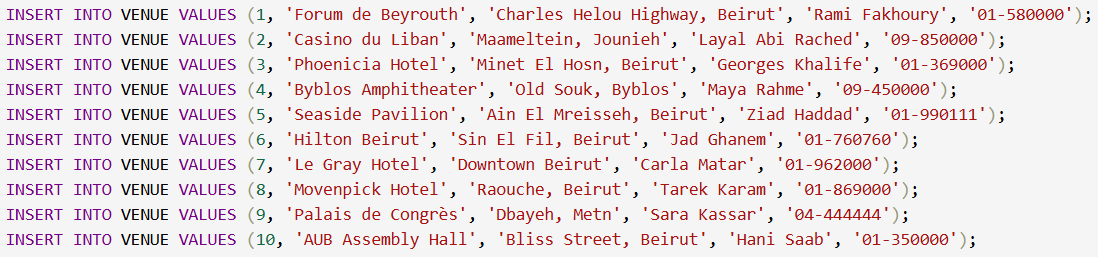 INSERT INTO VENUE VALUES (1, 'Forum de Beyrouth', 'Charles Helou Highway, Beirut', 'Rami Fakhoury', '01-580000');
INSERT INTO VENUE VALUES (2, 'Casino du Liban', 'Maameltein, Jounieh', 'Layal Abi Rached', '09-850000');
INSERT INTO VENUE VALUES (3, 'Phoenicia Hotel', 'Minet El Hosn, Beirut', 'Georges Khalife', '01-369000');
INSERT INTO VENUE VALUES (4, 'Byblos Amphitheater', 'Old Souk, Byblos', 'Maya Rahme', '09-450000');
INSERT INTO VENUE VALUES (5, 'Seaside Pavilion', 'Ain El Mreisseh, Beirut', 'Ziad Haddad', '01-990111');
INSERT INTO VENUE VALUES (6, 'Hilton Beirut', 'Sin El Fil, Beirut', 'Jad Ghanem', '01-760760');
INSERT INTO VENUE VALUES (7, 'Le Gray Hotel', 'Downtown Beirut', 'Carla Matar', '01-962000');
INSERT INTO VENUE VALUES (8, 'Movenpick Hotel', 'Raouche, Beirut', 'Tarek Karam', '01-869000');
INSERT INTO VENUE VALUES (9, 'Palais de Congrès', 'Dbayeh, Metn', 'Sara Kassar', '04-444444');
INSERT INTO VENUE VALUES (10, 'AUB Assembly Hall', 'Bliss Street, Beirut', 'Hani Saab', '01-350000');